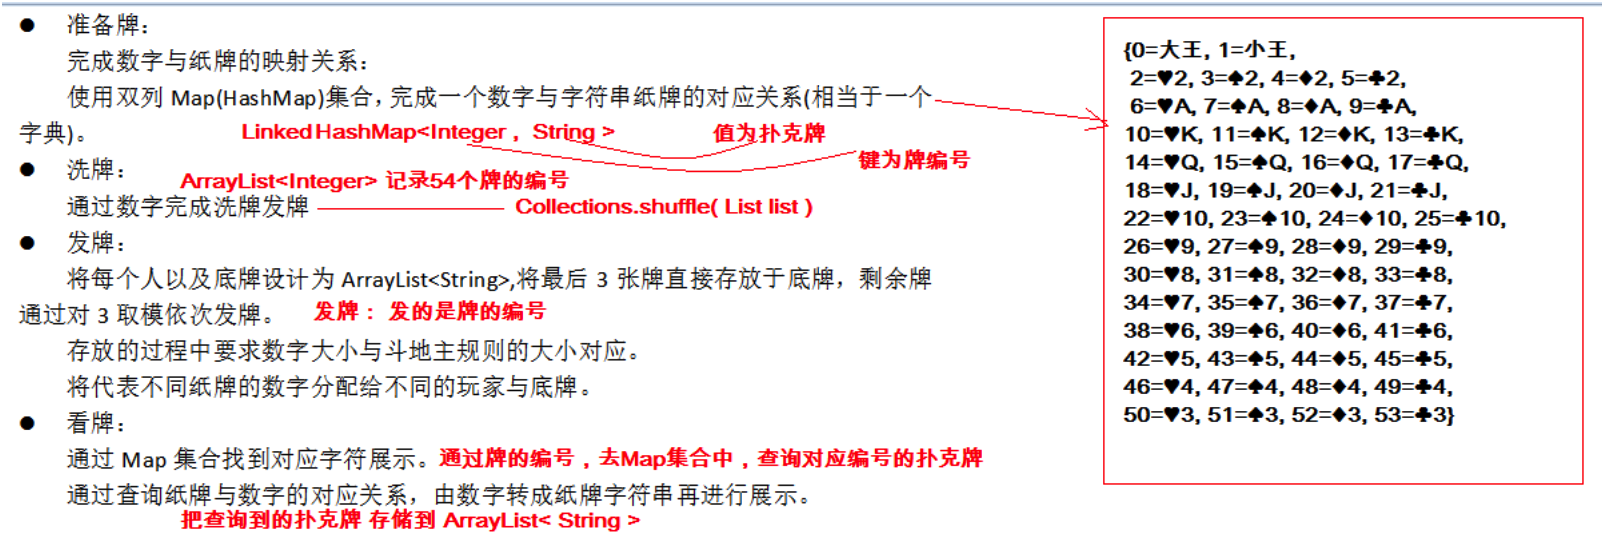 ● 准备牌：
完成数字与纸牌的映射关系：
使用双列 Map(HashMap)集合，完成一个数字与字符串纸牌的对应关系(相当于一个
字典)。
LinkedHashMap<Integer， String > 值为扑克牌
键为牌编号
● 洗牌：
ArrayList<Integer> 记录54个牌的编号
通过数字完成洗牌发牌
Collections.shuffle( List list )
● 发牌：
将每个人以及底牌设计为 ArrayList<String>,将最后 3 张牌直接存放于底牌，剩余牌
通过对 3 取模依次发牌。
发牌： 发的是牌的编号
存放的过程中要求数字大小与斗地主规则的大小对应。
将代表不同纸牌的数字分配给不同的玩家与底牌。
● 看牌：
通过 Map 集合找到对应字符展示。
通过牌的编号，去Map集合中，查询对应编号的扑克牌
通过查询纸牌与数字的对应关系，由数字转成纸牌字符串再进行展示。
把查询到的扑克牌 存储到 ArrayList< String >
{0=大王, 1=小王,
2=♥2, 3=♠2, 4=♦2, 5=♣2,
6=♥A, 7=♠A, 8=♦A, 9=♣A,
10=♥K, 11=♠K, 12=♦K, 13=♣K,
14=♥Q, 15=♠Q, 16=♦Q, 17=♣Q,
18=♥J, 19=♠J, 20=♦J, 21=♣J,
22=♥10, 23=♠10, 24=♦10, 25=♣10,
26=♥9, 27=♠9, 28=♦9, 29=♣9,
30=♥8, 31=♠8, 32=♦8, 33=♣8,
34=♥7, 35=♠7, 36=♦7, 37=♣7,
38=♥6, 39=♠6, 40=♦6, 41=♣6,
42=♥5, 43=♠5, 44=♦5, 45=♣5,
46=♥4, 47=♠4, 48=♦4, 49=♣4,
50=♥3, 51=♠3, 52=♦3, 53=♣3}